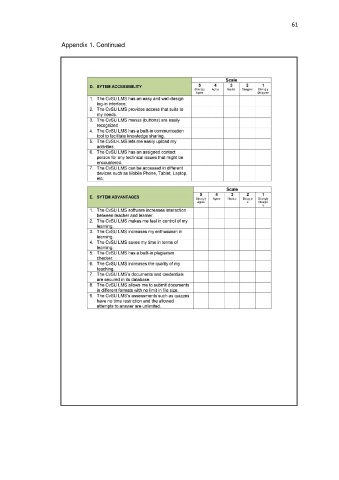 61
Appendix 1. Continued
Scale
D. SYTEM ACCESSIBILITY
5 4 3 2 1
Strongly Agree Neutral Disagree Strongly
Agree Disagree
1. The CvSU LMS has an easy and well-design
log-in interface.
2. The CvSU LMS provides access that suits to
my needs.
3. The CvSU LMS menus (buttons) are easily
recognized
4. The CvSU LMS has a built-in communication
tool to facilitate knowledge sharing.
5. The CvSU LMS lets me easily upload my
activities.
6. The CvSU LMS has an assigned contact
person for any technical issues that might be
encountered.
7. The CvSU LMS can be accessed in different
devices such as Mobile Phone, Tablet, Laptop,
etc.
Scale
E. SYTEM ADVANTAGES
5 4 3 2 1
Strongly Agree Neutral Strongly
Agree
1. The CvSU LMS software increases interaction
between teacher and learner.
2. The CvSU LMS makes me feel in control of my
learning.
3. The CvSU LMS increases my enthusiasm in
learning.
4. The CvSU LMS saves my time in terms of
learning.
5. The CvSU LMS has a built-in plagiarism
checker.
6. The CvSU LMS increases the quality of my
teaching.
7. The CvSU LMS's documents and credentials
are secured in its database.
8. The CvSU LMS allows me to submit documents
in different formats with no limit in file size.
9. The CvSU LMS's assessments such as quizzes
have no time restriction and the allowed
attempts to answer are unlimited.